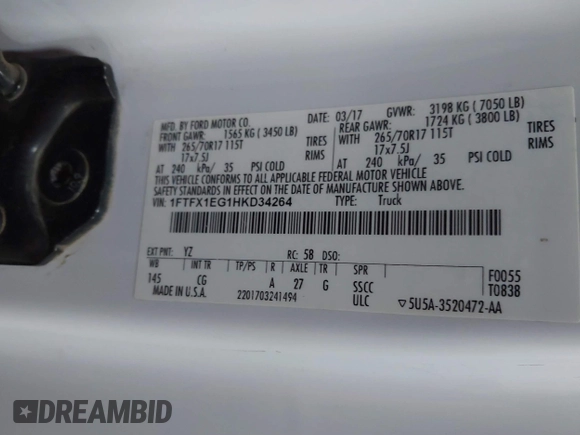 MFD. BY FORD MOTOR CO.
03/17 GVWR: 3198 KG ( 7050 LB)
FRONT GAWR: 1565 KG ( 3450 LB) REAR GAWR: 1724 KG ( 3800 LB)
WITH 265/70R17 115T TIRES WITH 265/70R17 115T TIRES
17x7.5J RIMS 17x7.5J RIMS
AT 240 kPa/ 35 PSI COLD AT 240 kPa/ 35 PSI COLD
THIS VEHICLE CONFORMS TO ALL APPLICABLE FEDERAL MOTOR VEHICLE
SAFETY STANDARDS IN EFFECT ON THE DATE OF MANUFACTURE SHOWN ABOVE.
VIN: 1FTFX1EG1HKD34264 TYPE: Truck
EXT PNT: YZ RC: 58 DSO: F0055
WB INT TR TP/PS R AXLE TR SPR T0838
145 CG A 27 G SSCC
MADE IN U.S.A. 2201703241494 ULC ▽5U5A-3520472-AA
DREAMBID